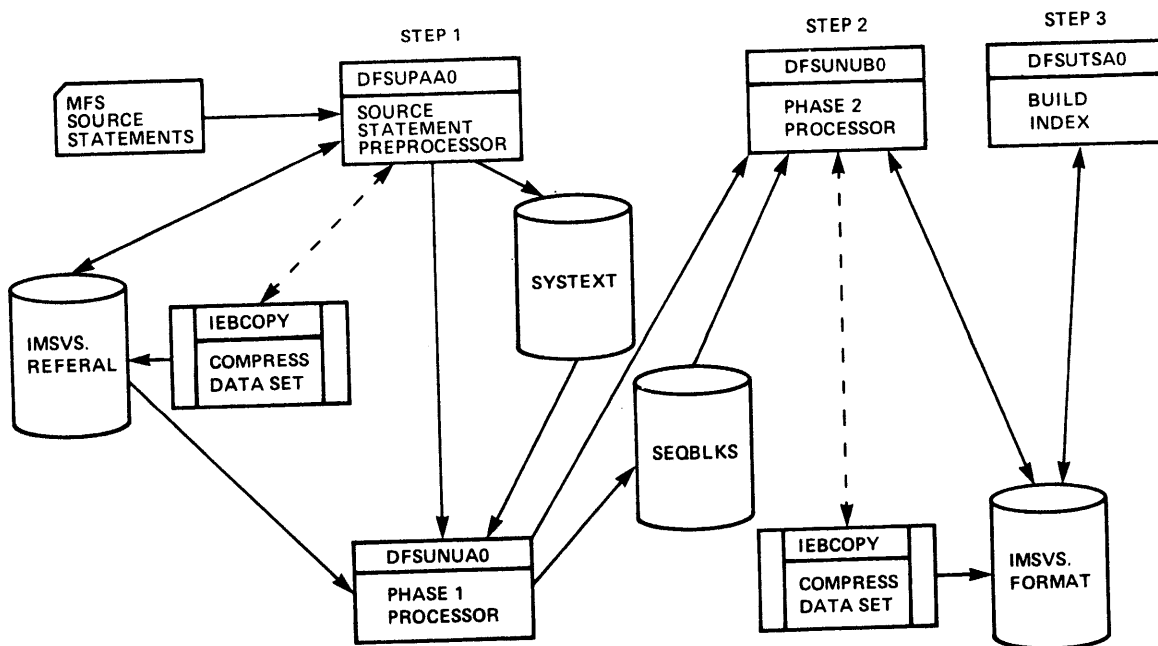 STEP 1
STEP 2
STEP 3
DFSUPAA0
SOURCE
STATEMENT
PREPROCESSOR
DFSUNUB0
PHASE 2
PROCESSOR
DFSUTSA0
BUILD
INDEX
MFS
SOURCE
STATEMENTS
SYSTEXT
IMSVS.
REFERAL
IEBCOPY
COMPRESS
DATA SET
SEQBLKS
DFSUNUA0
PHASE 1
PROCESSOR
IEBCOPY
COMPRESS
DATA SET
IMSVS.
FORMAT